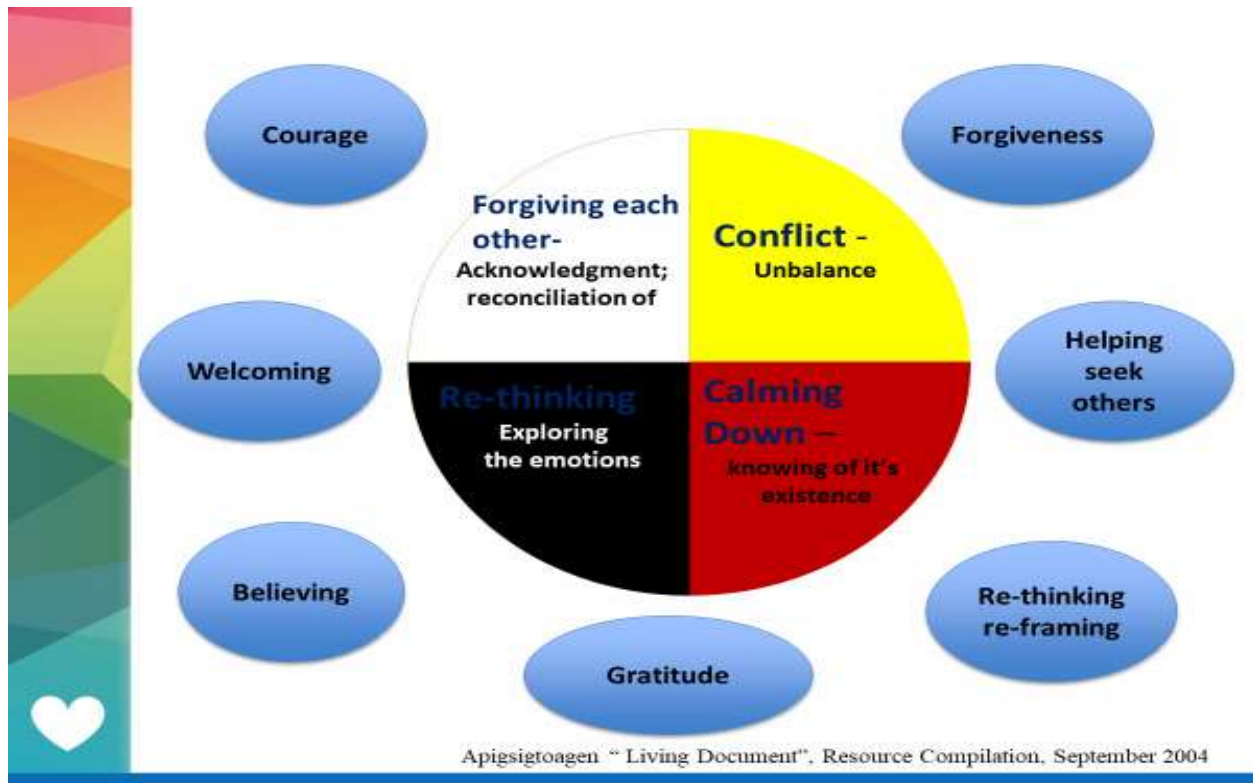 Courage
Forgiveness
Forgiving each
other-
Acknowledgment;
reconciliation of
Conflict -
Unbalance
Welcoming
Helping
seek
others
Re-thinking
Exploring
the emotions
Calming
Down –
knowing of it's
existence
Believing
Re-thinking
re-framing
Gratitude
Apigsigtoagen “ Living Document”, Resource Compilation, September 2004